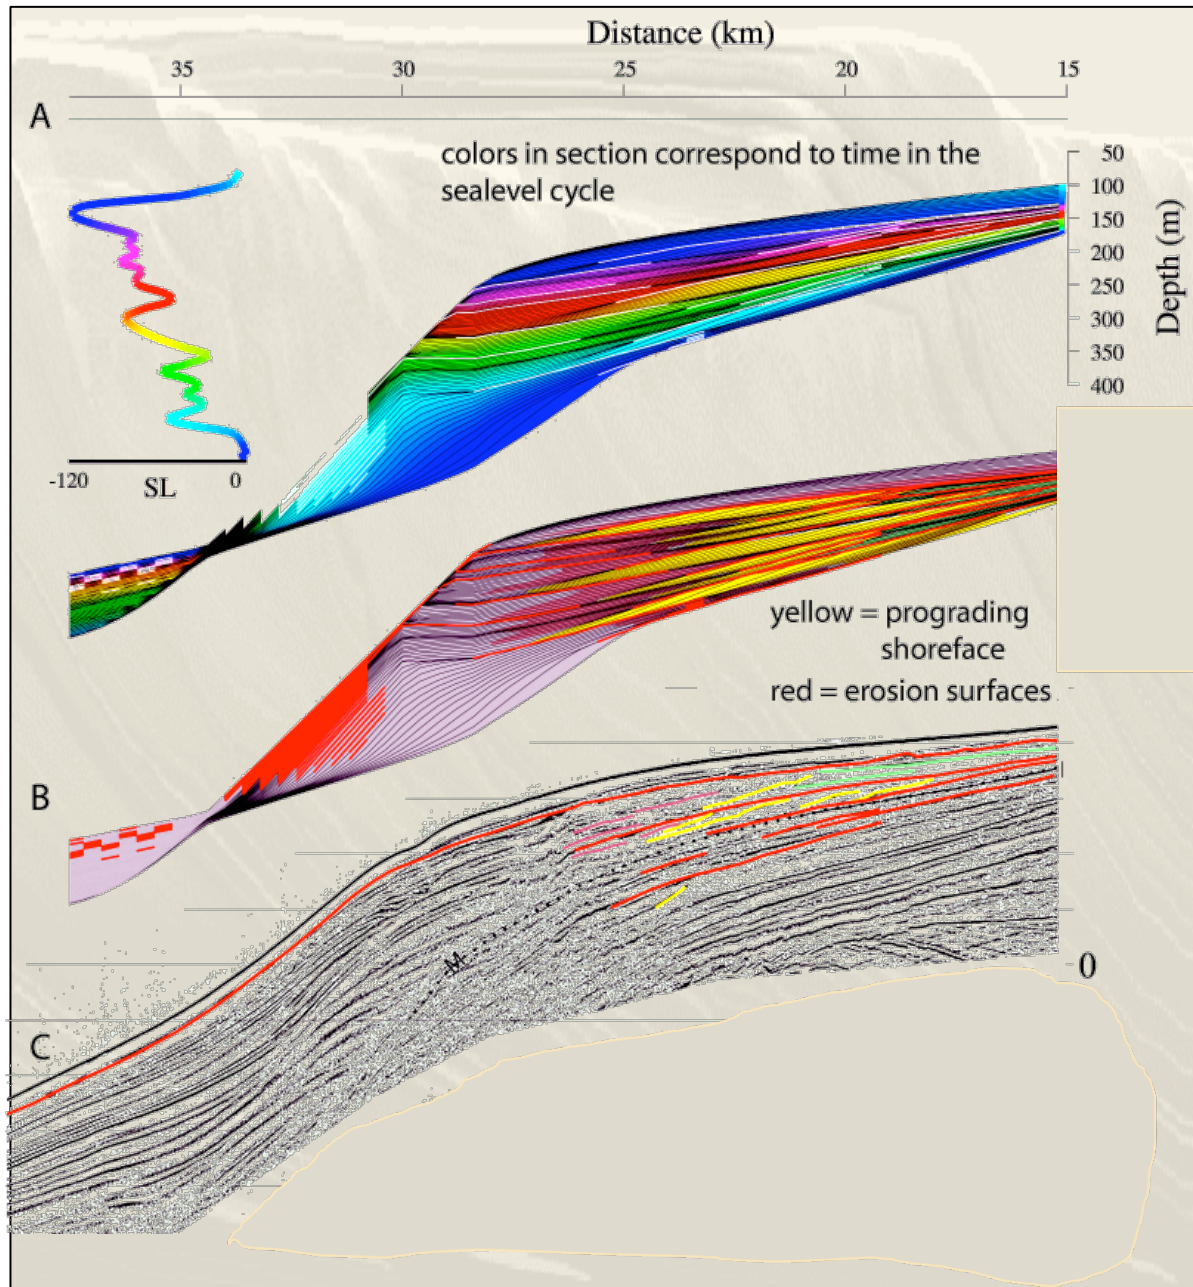 Distance (km)
35 30 25 20 15
A
colors in section correspond to time in the
sealevel cycle
50
100
150
200
250
300
350
400
Depth (m)
-120 SL 0
yellow = prograding
shoreface
red = erosion surfaces
B
M
0
C